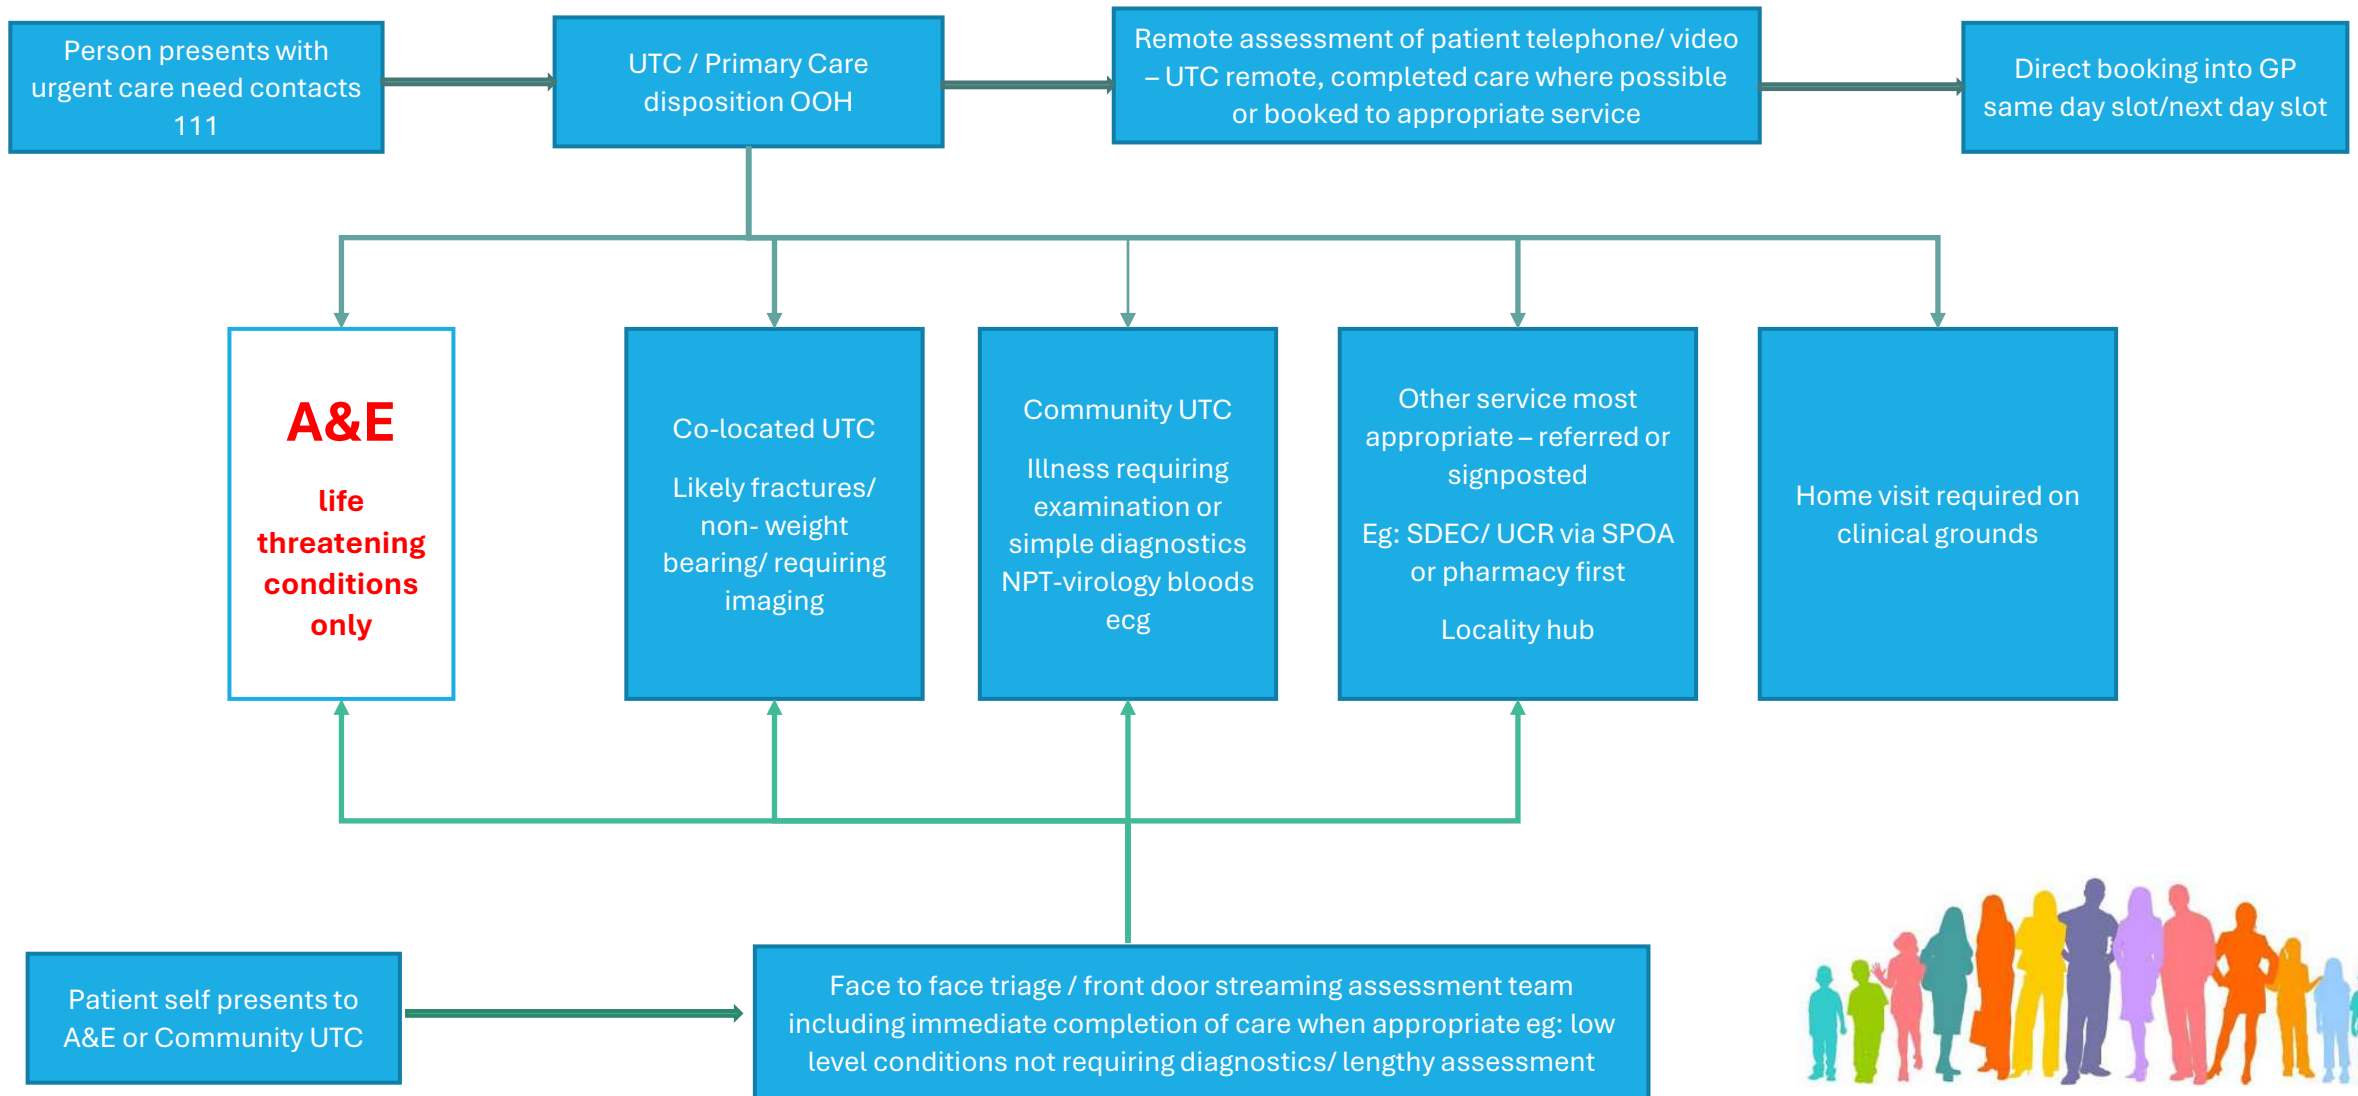 Person presents with
urgent care need contacts
111
UTC / Primary Care
disposition OOH
Remote assessment of patient telephone/ video
– UTC remote, completed care where possible
or booked to appropriate service
Direct booking into GP
same day slot/next day slot
A&E
life
threatening
conditions
only
Co-located UTC
Likely fractures/
non- weight
bearing/ requiring
imaging
Community UTC
Illness requiring
examination or
simple diagnostics
NPT-virology bloods
ecg
Other service most
appropriate – referred or
signposted
Eg: SDEC/ UCR via SPOA
or pharmacy first
Locality hub
Home visit required on
clinical grounds
Patient self presents to
A&E or Community UTC
Face to face triage / front door streaming assessment team
including immediate completion of care when appropriate eg: low
level conditions not requiring diagnostics/ lengthy assessment